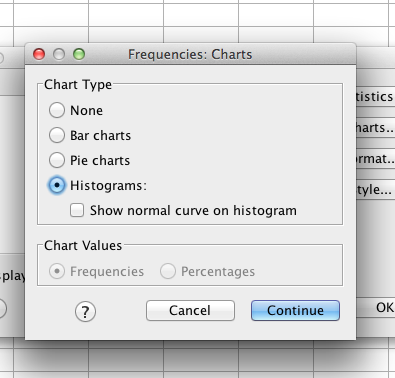 Frequencies: Charts
Chart Type
None
Bar charts
Pie charts
Histograms:
Show normal curve on histogram
Chart Values
Frequencies
Percentages
?
Cancel
Continue
tistics
harts...
ormat...
tyle...
splay
OK